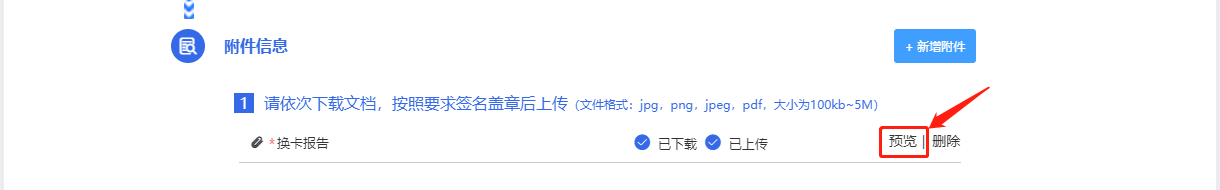 附件信息
+ 新增附件
1 请依次下载文档，按照要求签名盖章后上传（文件格式：jpg，png，jpeg，pdf，大小为100kb~5M）
*换卡报告 已下载 已上传 预览 | 删除